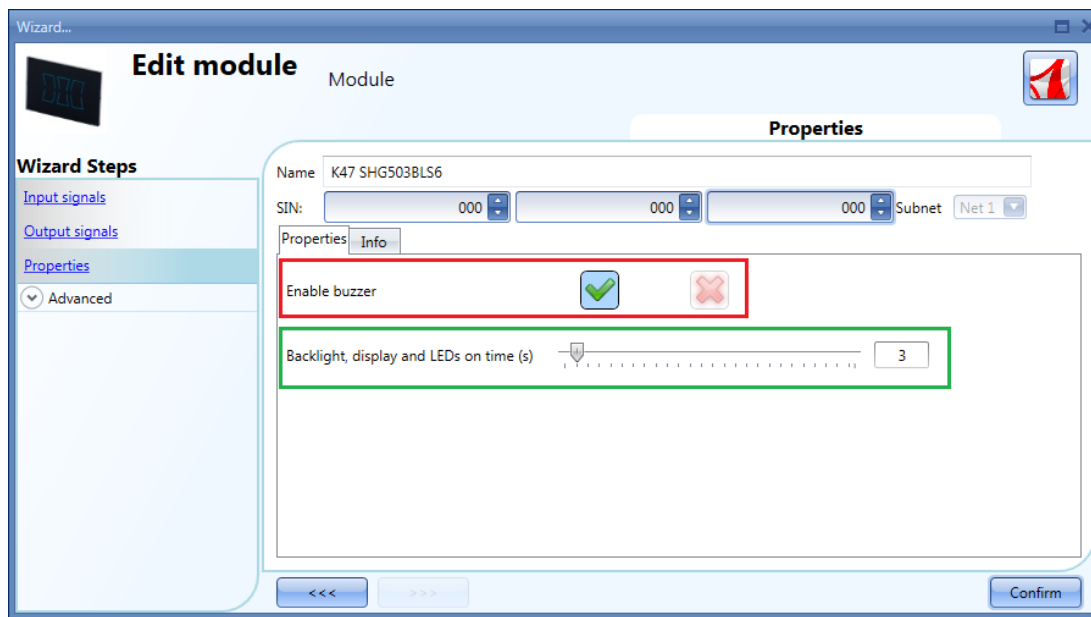 Wizard...
Edit module
Module
Properties
Wizard Steps
Input signals
Output signals
Properties
Advanced
Name K47 SHG503BLS6
SIN: 000 000 000 Subnet Net 1
Properties Info
Enable buzzer
Backlight, display and LEDs on time (s) 3
<<< >>> Confirm